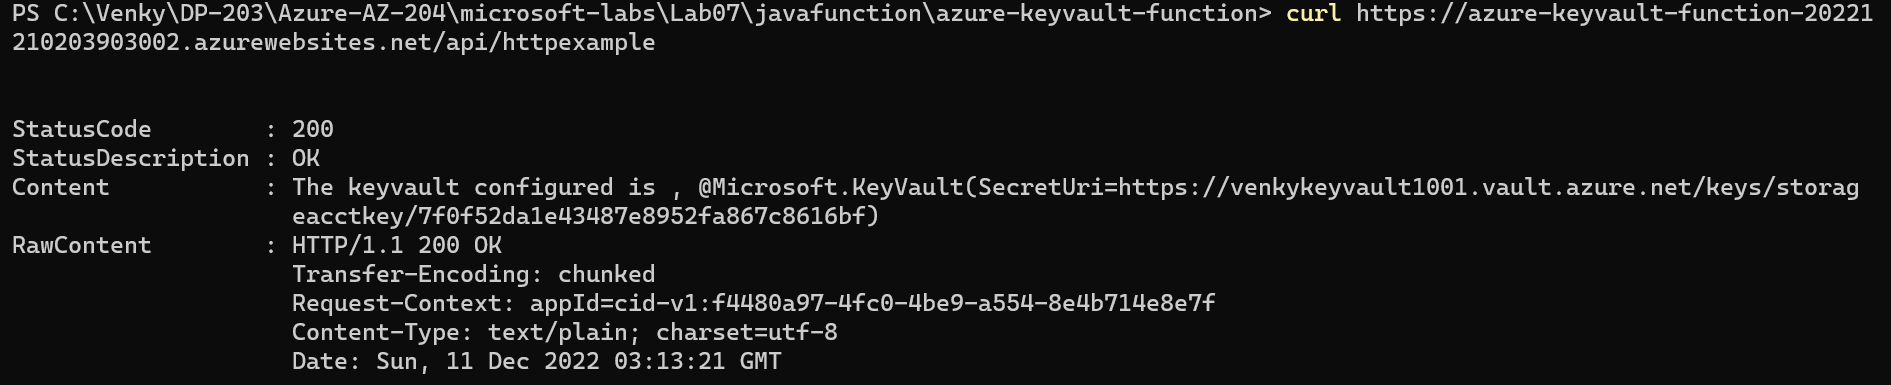 PS C:\Venky\DP-203\Azure-AZ-204\microsoft-labs\Lab07\javafunction\azure-keyvault-function> curl https://azure-keyvault-function-20221
210203903002.azurewebsites.net/api/httpexample
StatusCode        : 200
StatusDescription : OK
Content           : The keyvault configured is , @Microsoft.KeyVault(SecretUri=https://venkykeyvault1001.vault.azure.net/keys/storag
                    eacctkey/7f0f52da1e43487e8952fa867c8616bf)
RawContent        : HTTP/1.1 200 OK
                    Transfer-Encoding: chunked
                    Request-Context: appId=cid-v1:f4480a97-4fc0-4be9-a554-8e4b714e8e7f
                    Content-Type: text/plain; charset=utf-8
                    Date: Sun, 11 Dec 2022 03:13:21 GMT